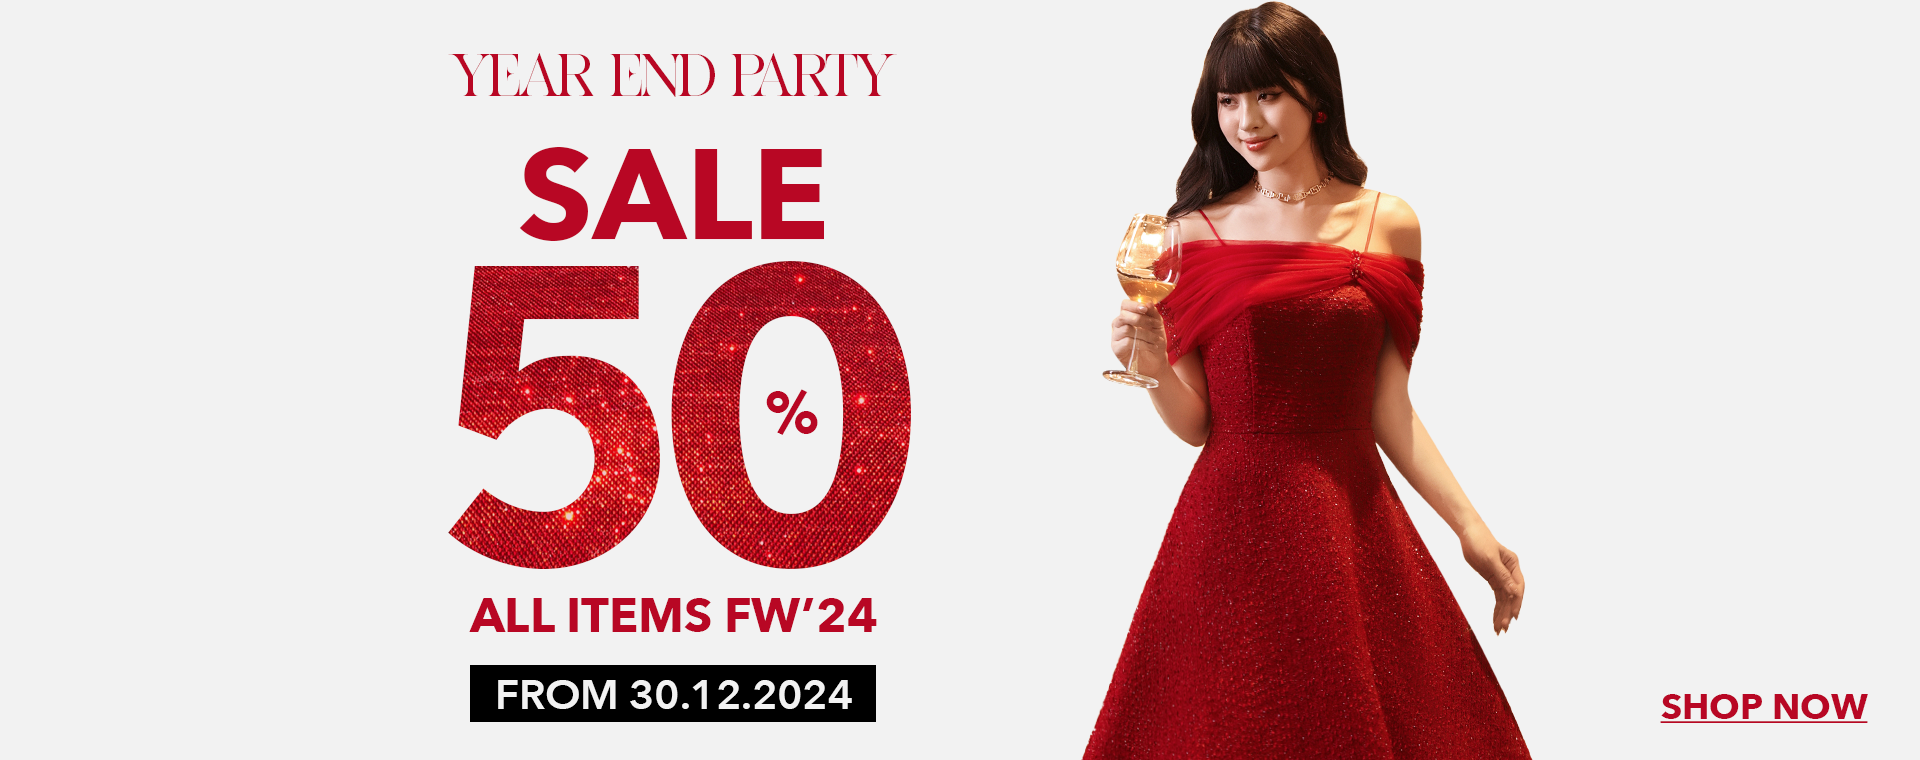 YEAR END PARTY
SALE
50
%
ALL ITEMS FW'24
FROM 30.12.2024
SHOP NOW